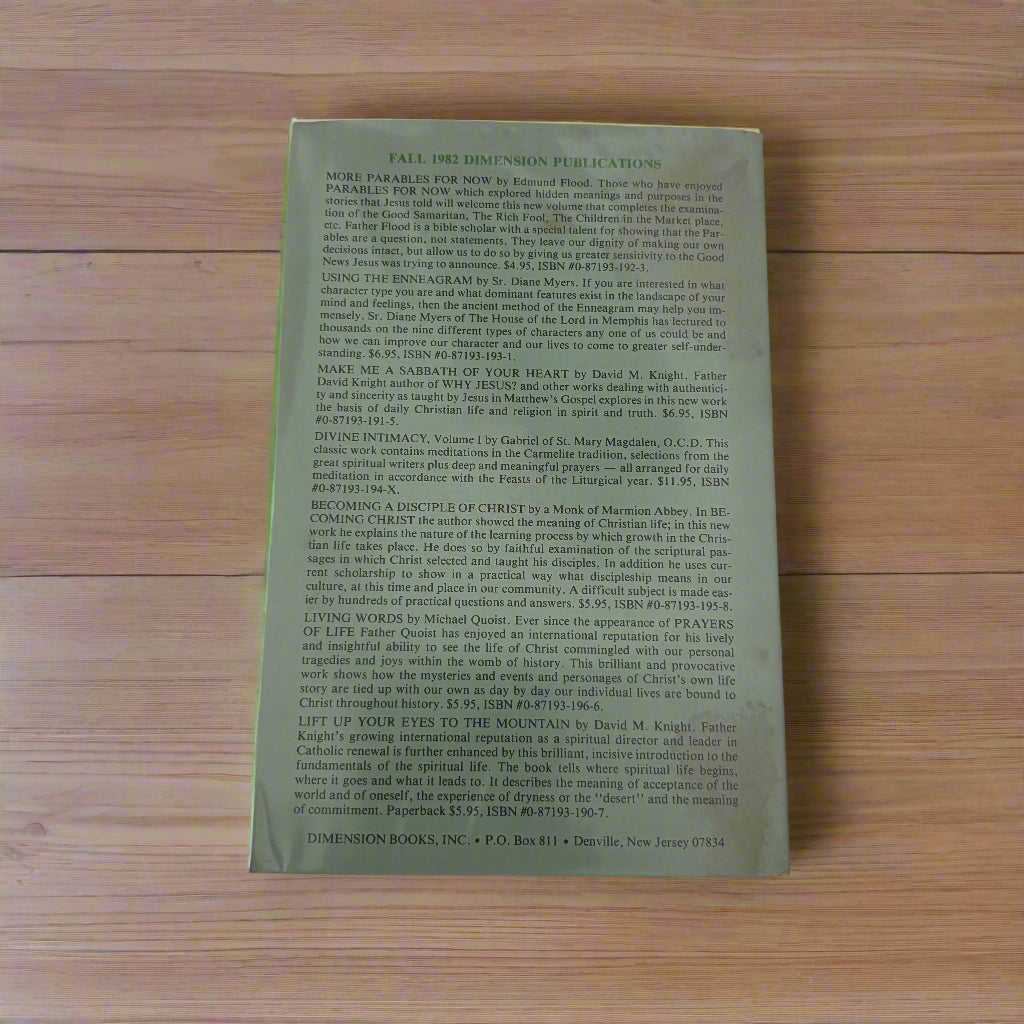 FALL 1982 DIMENSION PUBLICATIONS
MORE PARABLES FOR NOW by Edmund Flood. Those who have enjoyed
PARABLES FOR NOW which explored hidden meanings and purposes in the
stories that Jesus told will welcome this new volume that completes the examina-
tion of the Good Samaritan, The Rich Fool, The Children in the Market place,
etc. Father Flood is a bible scholar with a special talent for showing that the Par-
ables are a question, not statements. They leave our dignity of making our own
decisions intact, but allow us to do so by giving us greater sensitivity to the Good
News Jesus was trying to announce. $4.95, ISBN #0-87193-192-3.
USING THE ENNEAGRAM by Sr. Diane Myers. If you are interested in what
character type you are and what dominant features exist in the landscape of your
mind and feelings, then the ancient method of the Enneagram may help you im-
mensely. Sr. Diane Myers of The House of the Lord in Memphis has lectured to
thousands on the nine different types of characters any one of us could be and
how we can improve our character and our lives to come to greater self-under-
standing. $6.95, ISBN #0-87193-193-1.
MAKE ME A SABBATH OF YOUR HEART by David M. Knight. Father
David Knight author of WHY JESUS? and other works dealing with authentici-
ty and sincerity as taught by Jesus in Matthew's Gospel explores in this new work
the basis of daily Christian life and religion in spirit and truth. $6.95, ISBN
#0-87193-191-5.
DIVINE INTIMACY, Volume I by Gabriel of St. Mary Magdalen, O.C.D. This
classic work contains meditations in the Carmelite tradition, selections from the
great spiritual writers plus deep and meaningful prayers — all arranged for daily
meditation in accordance with the Feasts of the Liturgical year. $11.95, ISBN
#0-87193-194-X.
BECOMING A DISCIPLE OF CHRIST by a Monk of Marmion Abbey. In BE-
COMING CHRIST the author showed the meaning of Christian life; in this new
work he explains the nature of the learning process by which growth in the Chris-
tian life takes place. He does so by faithful examination of the scriptural pas-
sages in which Christ selected and taught his disciples. In addition he uses cur-
rent scholarship to show in a practical way what discipleship means in our
culture, at this time and place in our community. A difficult subject is made eas-
ier by hundreds of practical questions and answers. $5.95, ISBN #0-87193-195-8.
LIVING WORDS by Michael Quoist. Ever since the appearance of PRAYERS
OF LIFE Father Quoist has enjoyed an international reputation for his lively
and insightful ability to see the life of Christ commingled with our personal
tragedies and joys within the womb of history. This brilliant and provocative
work shows how the mysteries and events and personages of Christ's own life
story are tied up with our own as day by day our individual lives are bound to
Christ throughout history. $5.95, ISBN #0-87193-196-6.
LIFT UP YOUR EYES TO THE MOUNTAIN by David M. Knight. Father
Knight's growing international reputation as a spiritual director and leader in
Catholic renewal is further enhanced by this brilliant, incisive introduction to the
fundamentals of the spiritual life. The book tells where spiritual life begins,
where it goes and what it leads to. It describes the meaning of acceptance of the
world and of oneself, the experience of dryness or the "desert" and the meaning
of commitment. Paperback $5.95, ISBN #0-87193-190-7.
DIMENSION BOOKS, INC. • P.O. Box 811 • Denville, New Jersey 07834